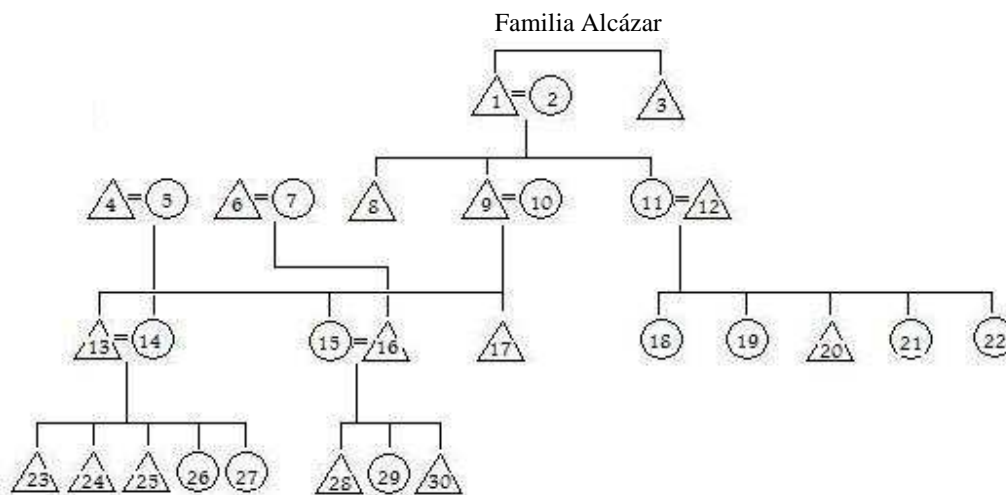 Familia Alcázar
1 = 2 3
4 = 5 6 = 7 8 9 = 10 11 = 12
13 = 14 15 = 16 17 18 19 20 21 22
23 24 25 26 27 28 29 30